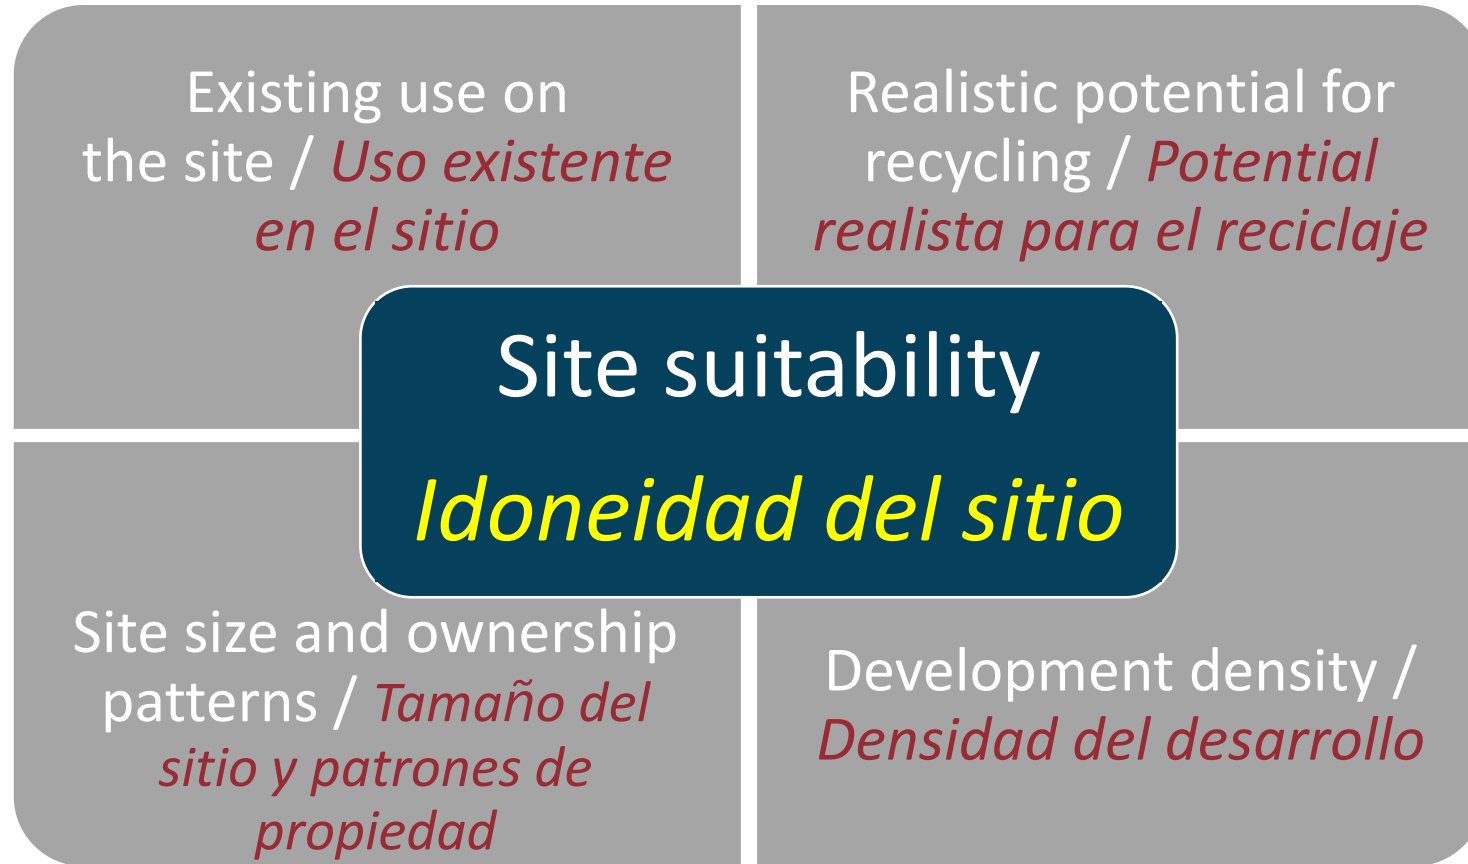 Existing use on
the site / Uso existente
en el sitio
Realistic potential for
recycling / Potential
realista para el reciclaje
Site suitability
Idoneidad del sitio
Site size and ownership
patterns / Tamaño del
sitio y patrones de
propiedad
Development density /
Densidad del desarrollo